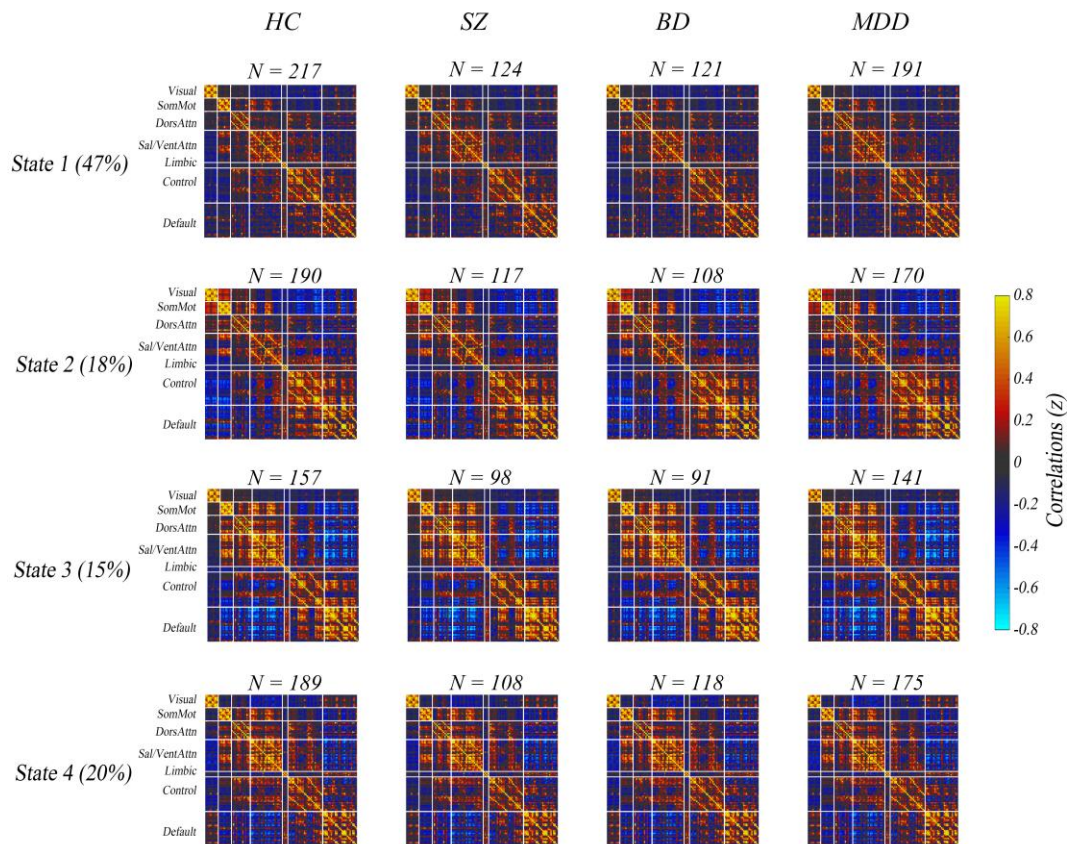 HC SZ BD MDD
N = 217 N = 124 N = 121 N = 191
Visual
SomMot
DorsAttn
Sal/VentAttn
Limbic
Control
Default
State 1 (47%)
N = 190 N = 117 N = 108 N = 170
Visual
SomMot
DorsAttn
Sal/VentAttn
Limbic
Control
Default
State 2 (18%)
N = 157 N = 98 N = 91 N = 141
Visual
SomMot
DorsAttn
Sal/VentAttn
Limbic
Control
Default
State 3 (15%)
N = 189 N = 108 N = 118 N = 175
Visual
SomMot
DorsAttn
Sal/VentAttn
Limbic
Control
Default
State 4 (20%)
0.8
0.6
0.4
0.2
0
-0.2
-0.4
-0.6
-0.8
Correlations (z)